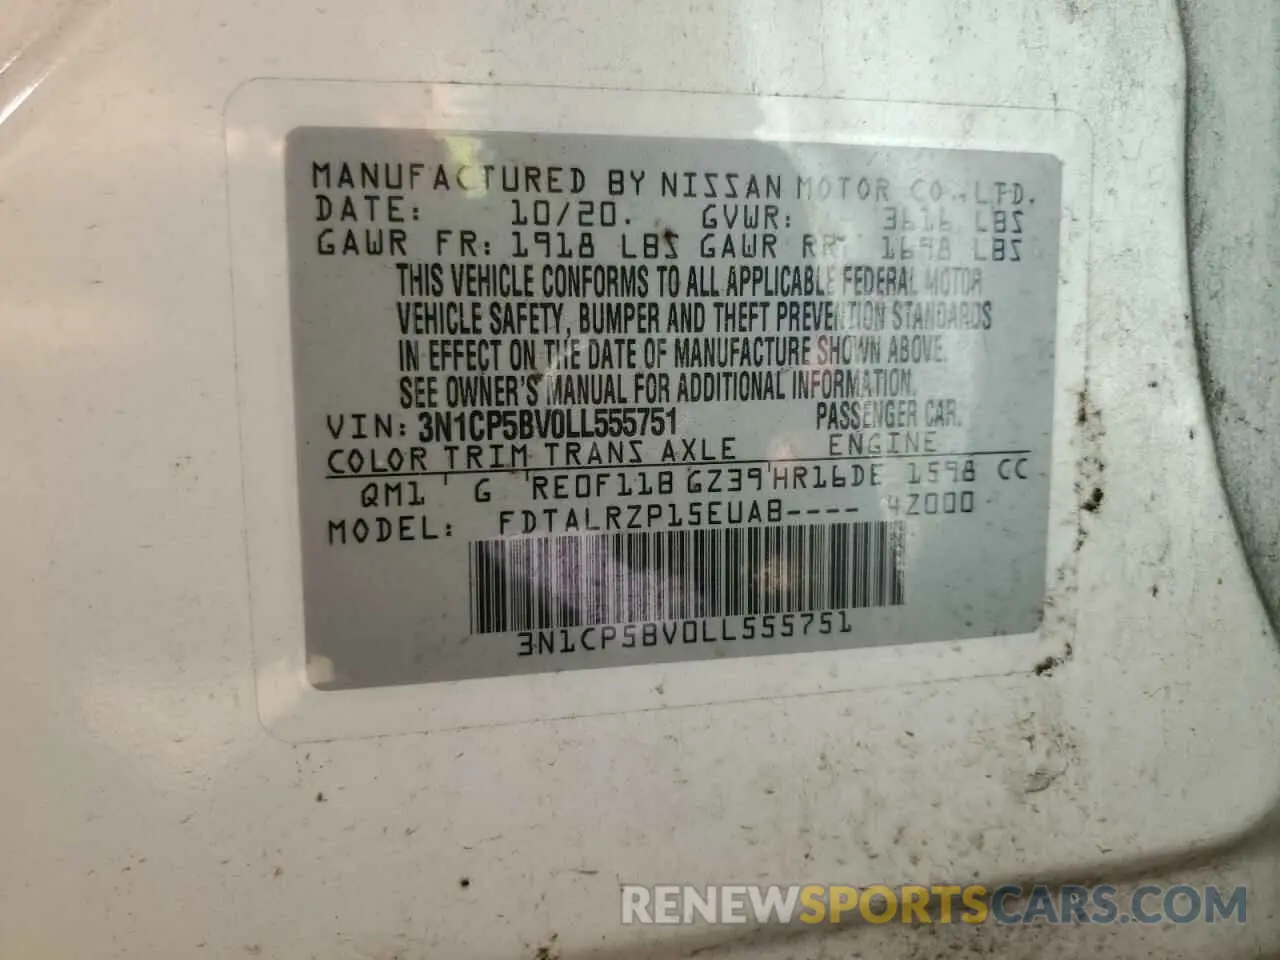 MANUFACTURED BY NISSAN MOTOR CO., LTD.
DATE: 10/20. GVWR: 3616 LBS
GAWR FR: 1918 LBS GAWR RR: 1698 LBS
THIS VEHICLE CONFORMS TO ALL APPLICABLE FEDERAL MOTOR
VEHICLE SAFETY, BUMPER AND THEFT PREVENTION STANDARDS
IN EFFECT ON THE DATE OF MANUFACTURE SHOWN ABOVE.
SEE OWNER'S MANUAL FOR ADDITIONAL INFORMATION.
VIN: 3N1CP5BV0LL555751 PASSENGER CAR.
COLOR TRIM TRANS AXLE ENGINE
QM1 ' G 'RE0F11B GZ39'HR16DE 1598 CC
MODEL: FDTALRZP15EUAB---- 4Z000
3N1CP5BV0LL555751
RENEWSPORTSCARS.COM